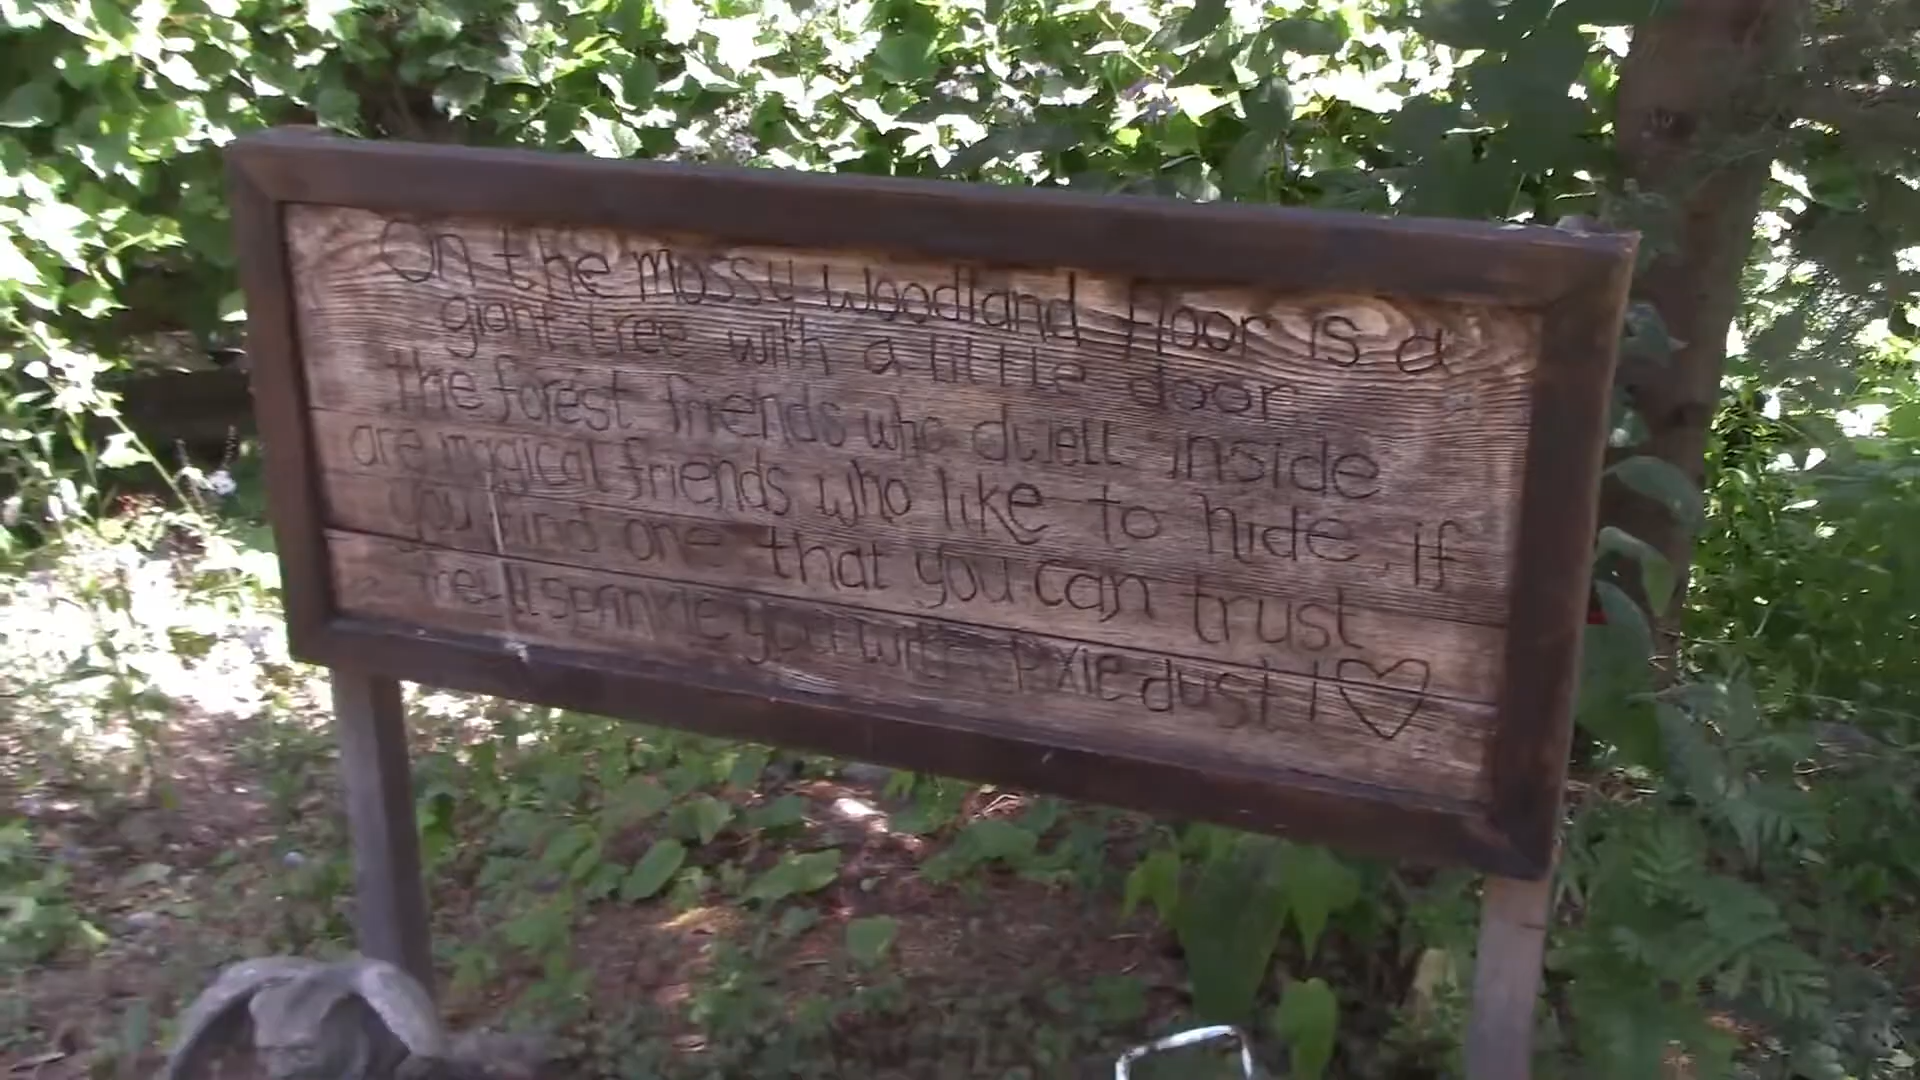 On the mossy woodland floor is a
giant tree with a little door
the forest friends who dwell inside
are magical friends who like to hide, if
you find one that you can trust
they'll sprinkle you with pixie dust!